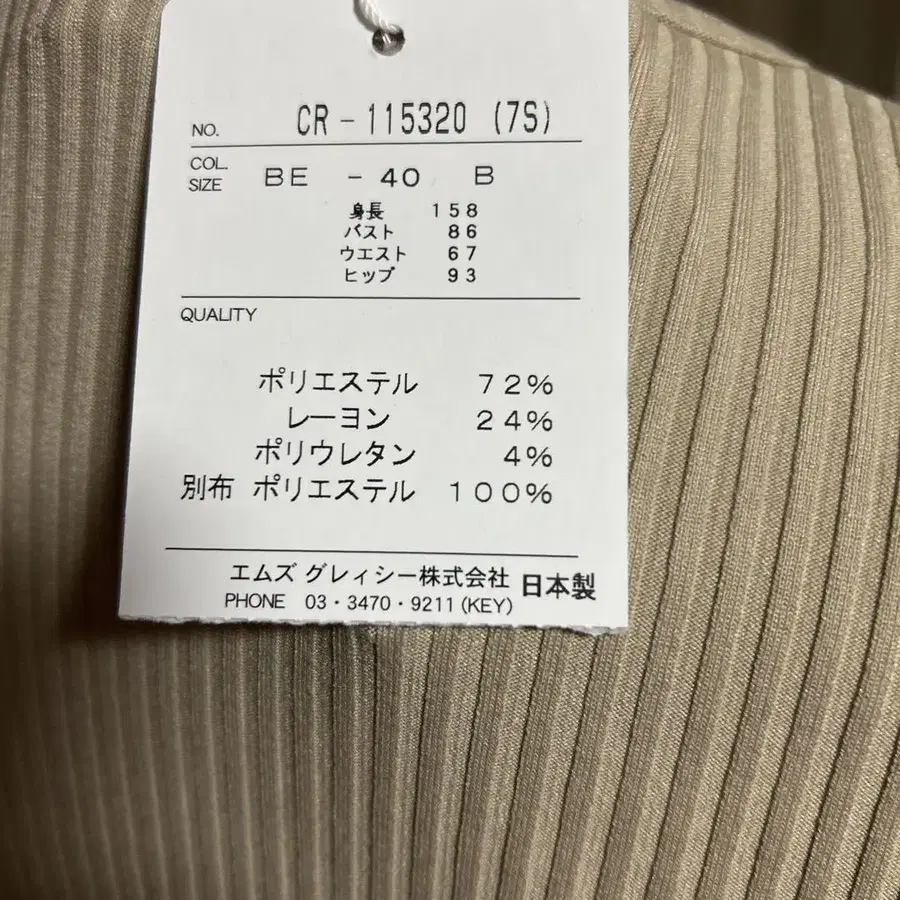 NO. CR-115320 (7S)
COL.
SIZE BE -40 B
身長 158
バスト 86
ウエスト 67
ヒップ 93
QUALITY
ポリエステル 72%
レーヨン 24%
ポリウレタン 4%
別布 ポリエステル 100%
エムズ グレィシー株式会社 日本製
PHONE 03・3470・9211 (KEY)